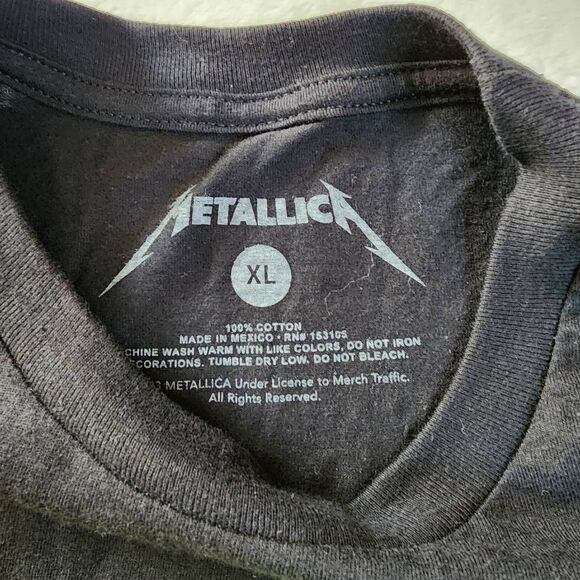 METALLICA
XL
100% COTTON
MADE IN MEXICO • RN# 153105
CHINE WASH WARM WITH LIKE COLORS, DO NOT IRON
CORATIONS. TUMBLE DRY LOW. DO NOT BLEACH.
METALLICA Under License to Merch Traffic.
All Rights Reserved.